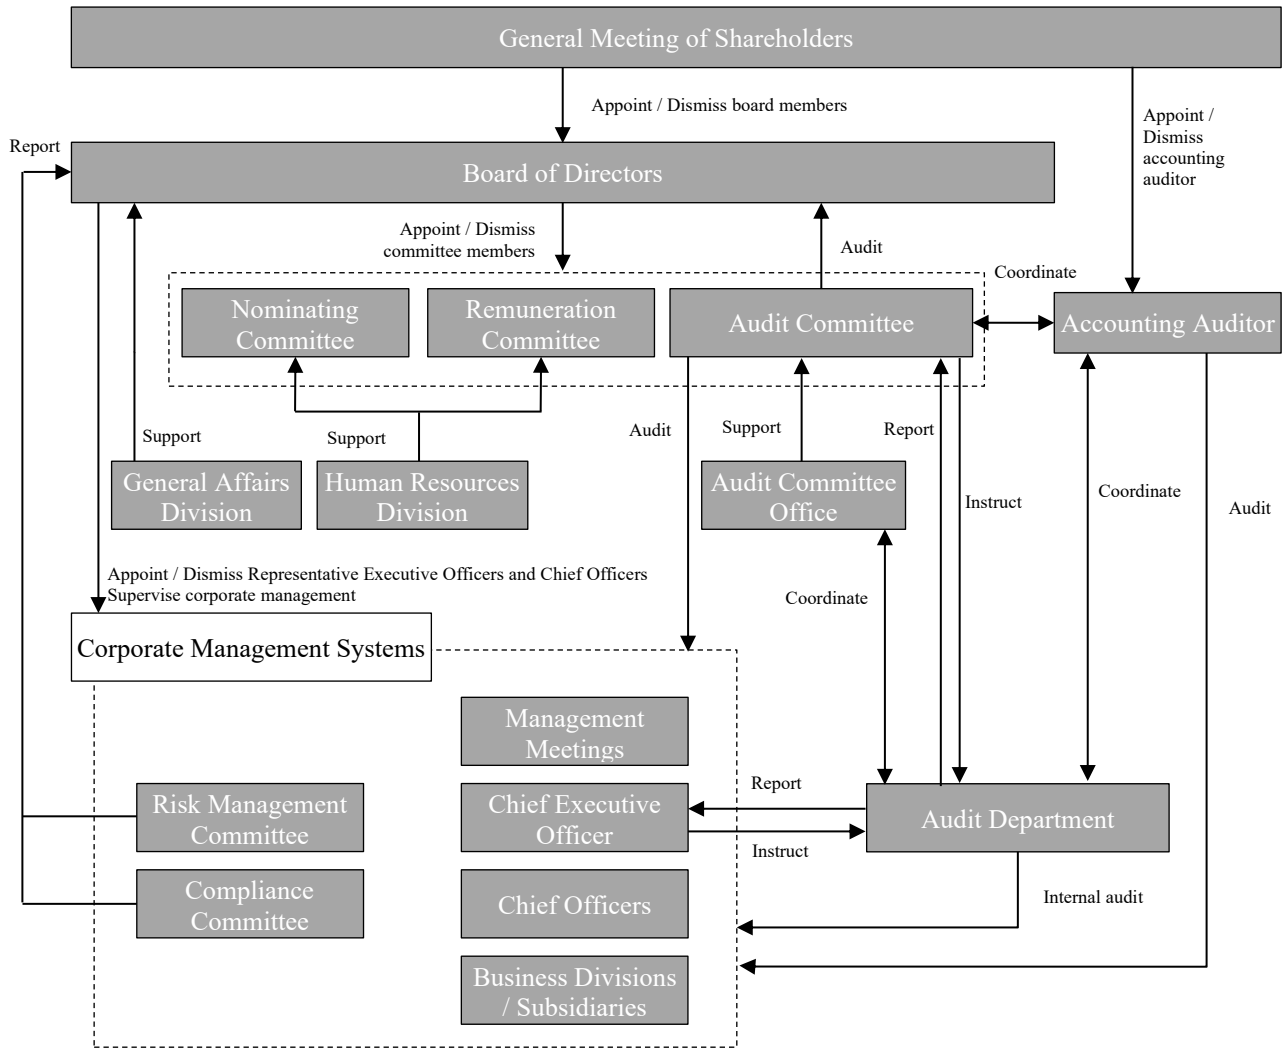 General Meeting of Shareholders
Appoint / Dismiss board members
Appoint /
Dismiss
accounting
auditor
Report
Board of Directors
Appoint / Dismiss
committee members
Audit
Coordinate
Nominating
Committee
Remuneration
Committee
Audit Committee
Accounting Auditor
Support
Support
Audit
Support
Report
Instruct
Coordinate
Audit
General Affairs
Division
Human Resources
Division
Audit Committee
Office
Appoint / Dismiss Representative Executive Officers and Chief Officers
Supervise corporate management
Coordinate
Corporate Management Systems
Management
Meetings
Risk Management
Committee
Chief Executive
Officer
Report
Instruct
Audit Department
Compliance
Committee
Chief Officers
Internal audit
Business Divisions
/ Subsidiaries